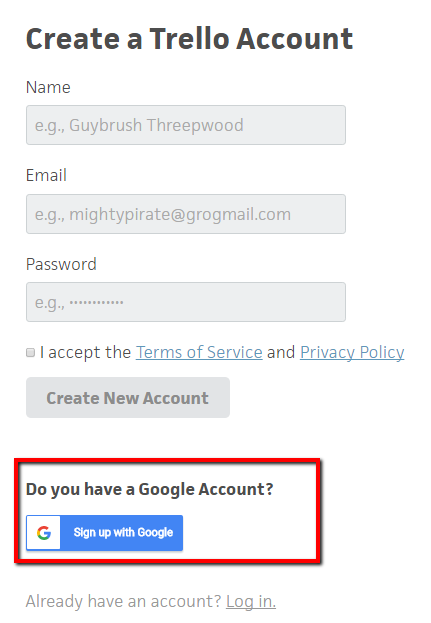 Create a Trello Account
Name
e.g., Guybrush Threepwood
Email
e.g., mightypirate@grogmail.com
Password
e.g., ••••••••••••
I accept the Terms of Service and Privacy Policy
Create New Account
Do you have a Google Account?
G Sign up with Google
Already have an account? Log in.